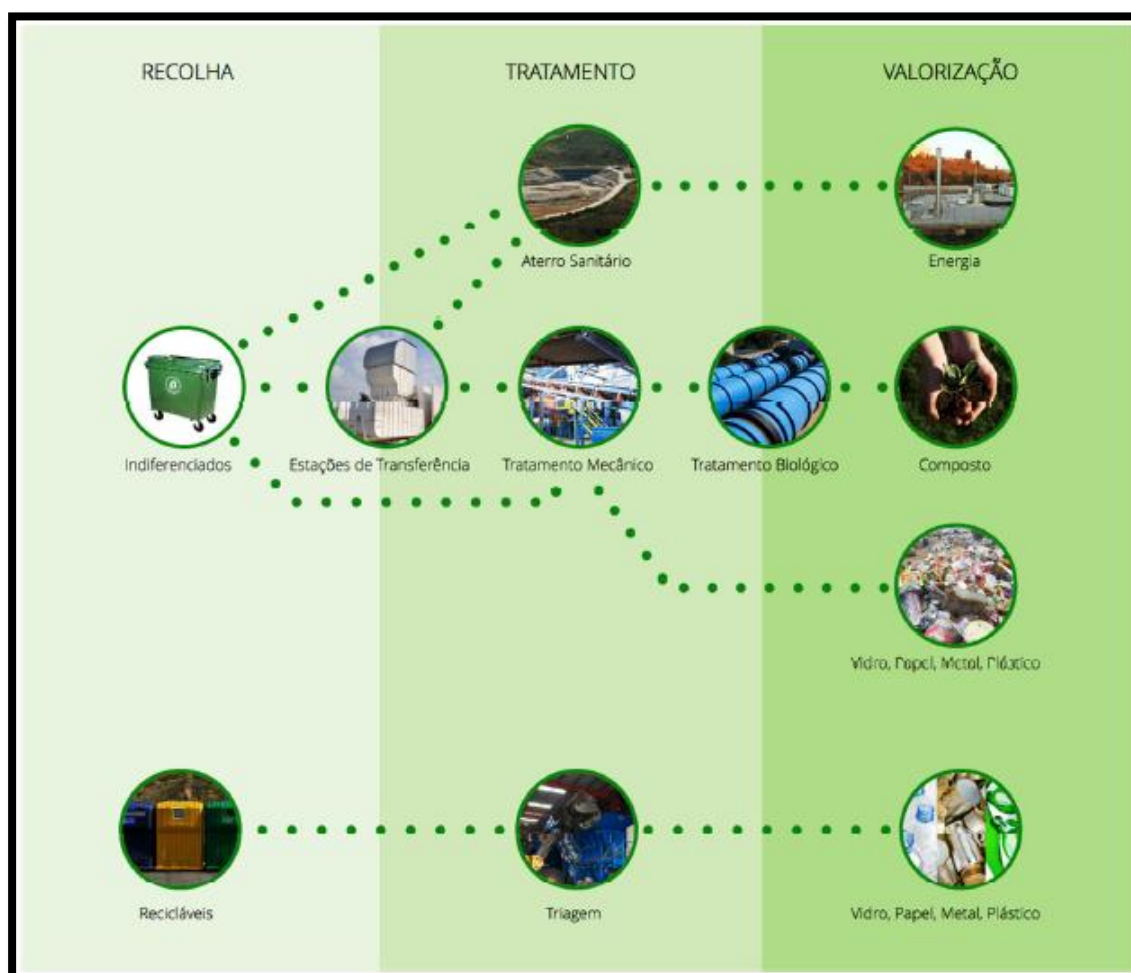 RECOLHA
TRATAMENTO
VALORIZAÇÃO
Aterro Sanitário
Energia
Indiferenciados
Estações de Transferência
Tratamento Mecânico
Tratamento Biológico
Composto
Vidro, Papel, Metal, Plástico
Recicláveis
Triagem
Vidro, Papel, Metal, Plástico